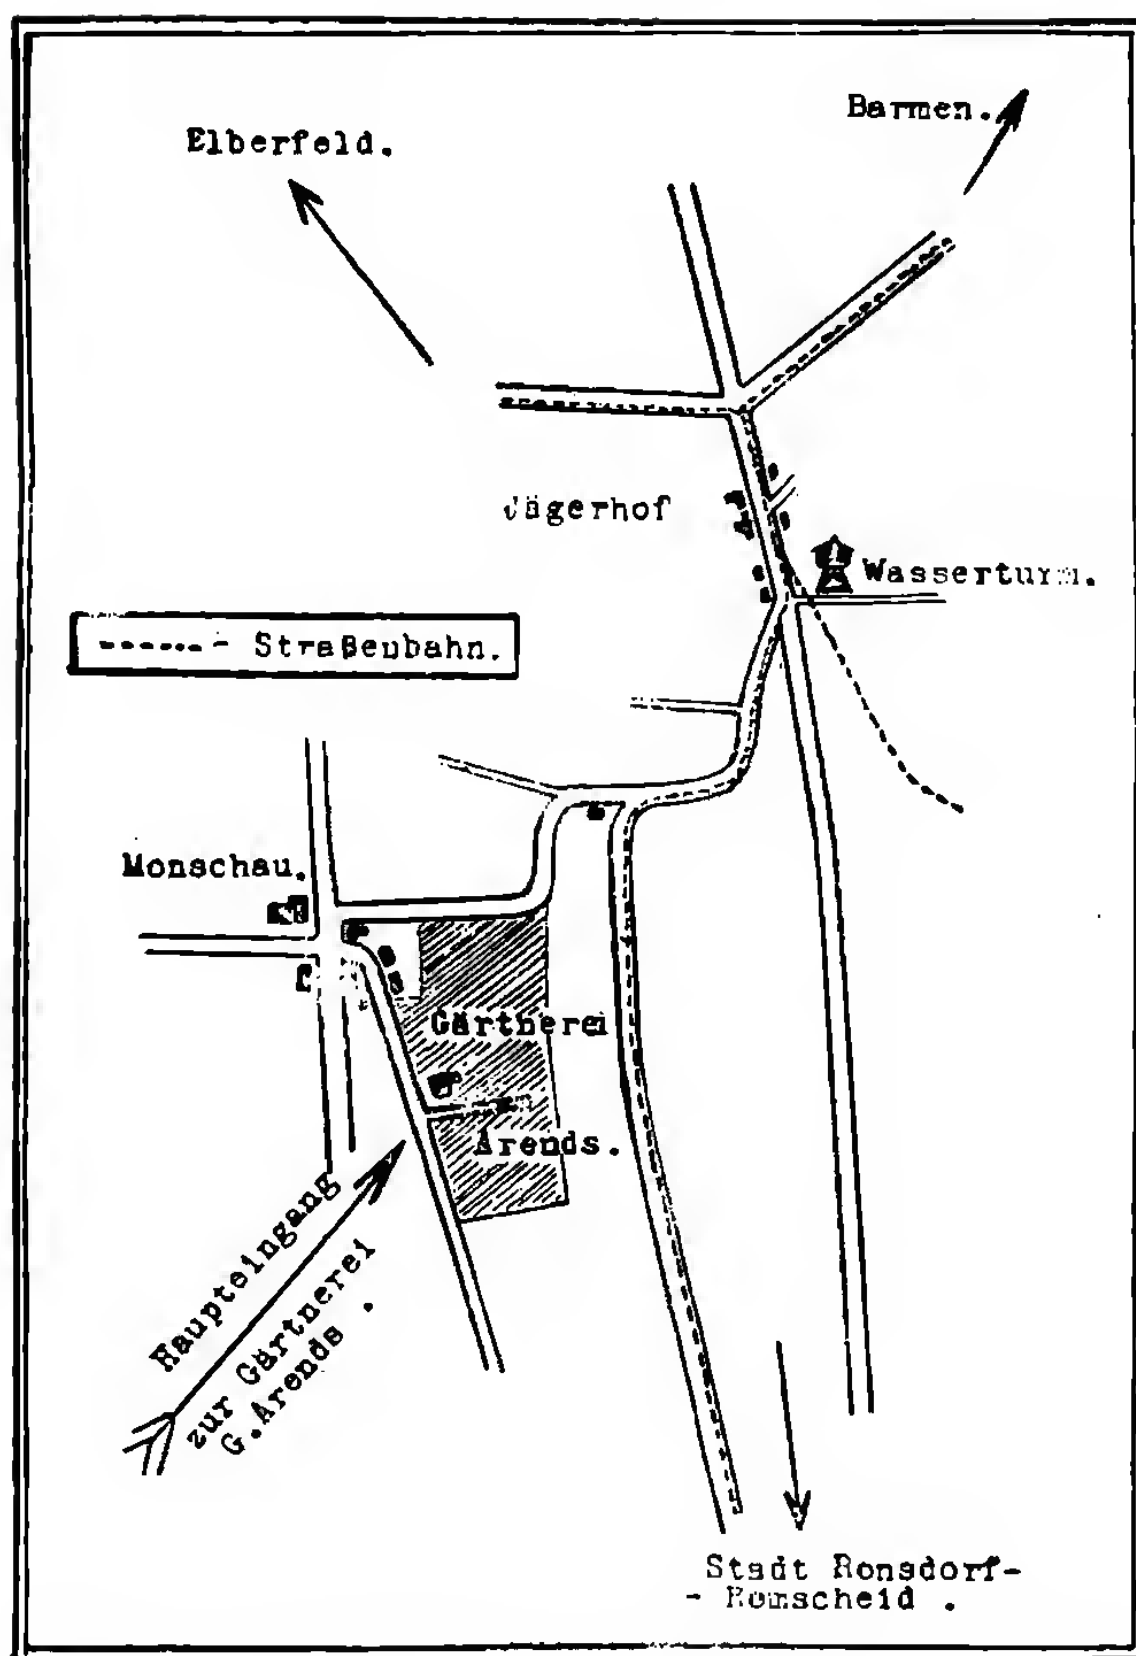 Barmen.
Elberfeld.
Jägerhof
Wasserturm.
- Straßenbahn.
Monschau.
Gärtnerei
Arends.
Haupteingang
zur Gärtnerei
G. Arends .
Stadt Ronsdorf-
- Remscheid .